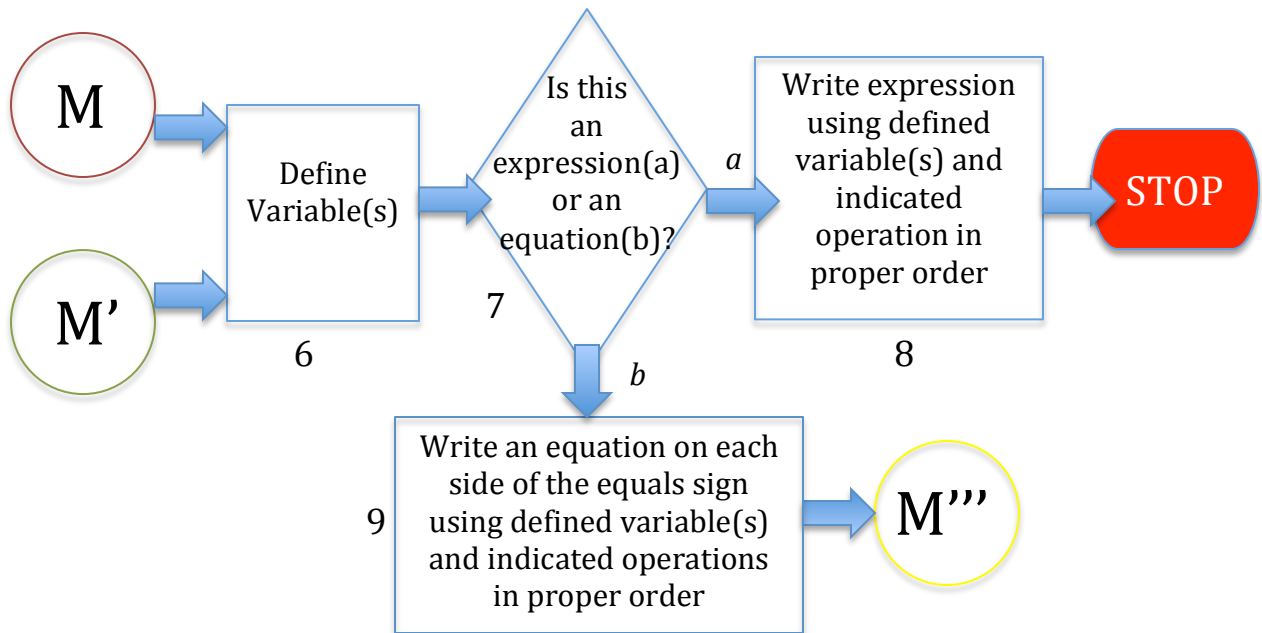 M
M'
Define
Variable(s)
6
Is this
an
expression(a)
or an
equation(b)?
7
a
b
Write expression
using defined
variable(s) and
indicated
operation in
proper order
8
STOP
9
Write an equation on each
side of the equals sign
using defined variable(s)
and indicated operations
in proper order
M'''